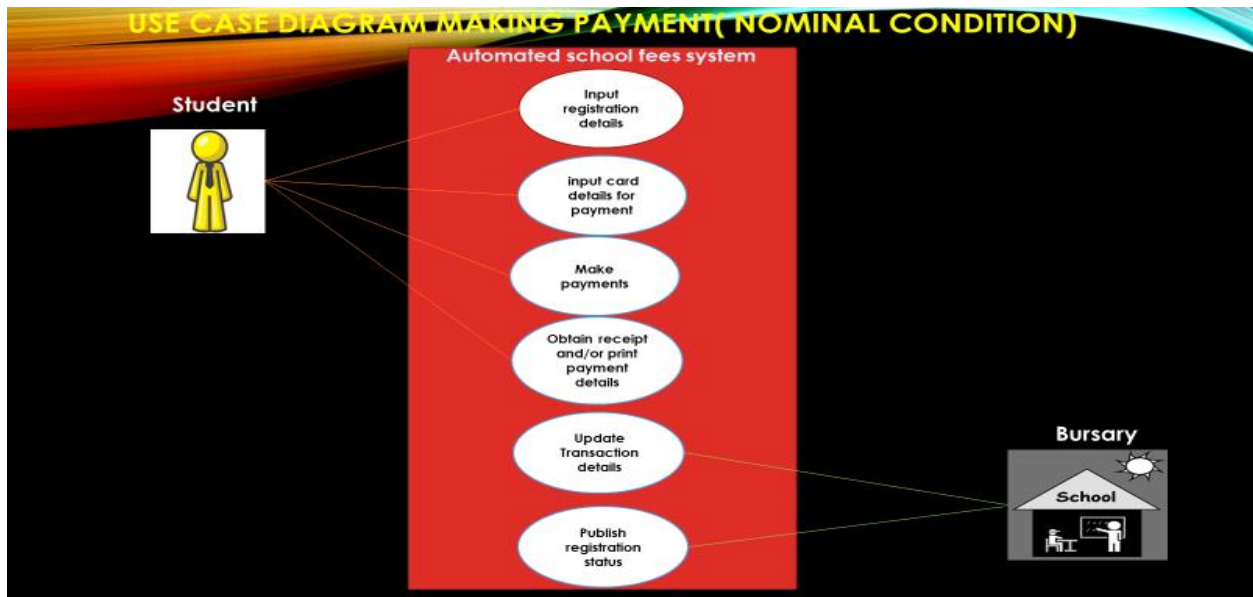 USE CASE DIAGRAM MAKING PAYMENT( NOMINAL CONDITION)
Automated school fees system
Student
Input
registration
details
input card
details for
payment
Make
payments
Obtain receipt
and/or print
payment
details
Update
Transaction
details
Publish
registration
status
Bursary
School